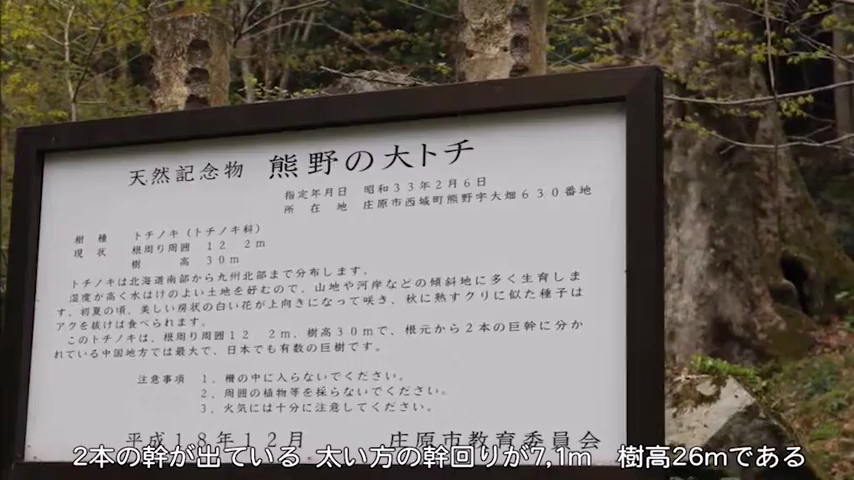 天然記念物 熊野の大トチ
指定年月日 昭和33年2月6日
所在地 庄原市西城町熊野字大畑630番地
樹種 トチノキ(トチノキ科)
現状 根周り周囲 12.2m
樹高 30m
トチノキは北海道南部から九州北部まで分布します。
湿度が高く水はけのよい土地を好むので、山地や河岸などの傾斜地に多く生育しま
す。初夏の頃、美しい房状の白い花が上向きになって咲き、秋に熟すクリに似た種子は
アクを抜けば食べられます。
このトチノキは、根周り周囲12.2m、樹高30mで、根元から2本の巨幹に分か
れている中国地方では最大で、日本でも有数の巨樹です。
注意事項 1.柵の中に入らないでください。
2.周囲の植物等を採らないでください。
3.火気には十分に注意してください。
平成18年12月 庄原市教育委員会
2本の幹が出ている 太い方の幹回りが7,1m 樹高26mである